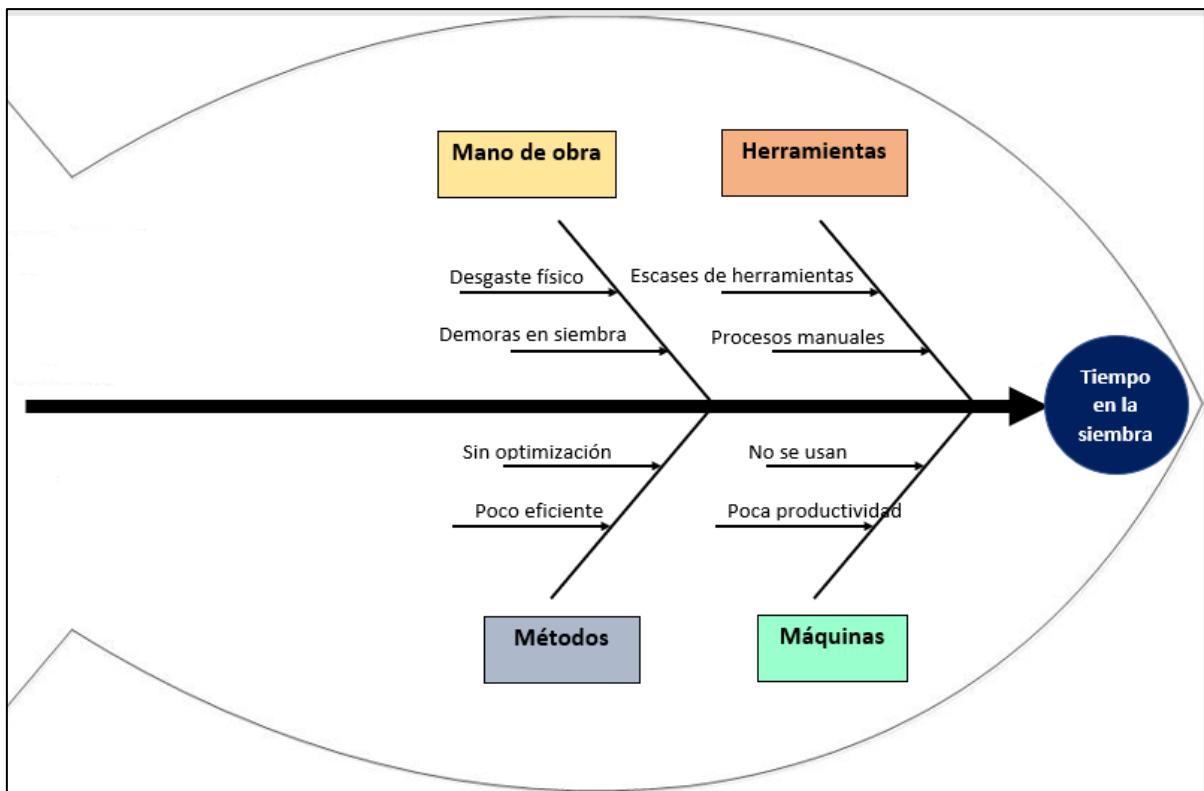 Mano de obra
Herramientas
Desgaste físico
Escases de herramientas
Demoras en siembra
Procesos manuales
Tiempo
en la
siembra
Sin optimización
No se usan
Poco eficiente
Poca productividad
Métodos
Máquinas